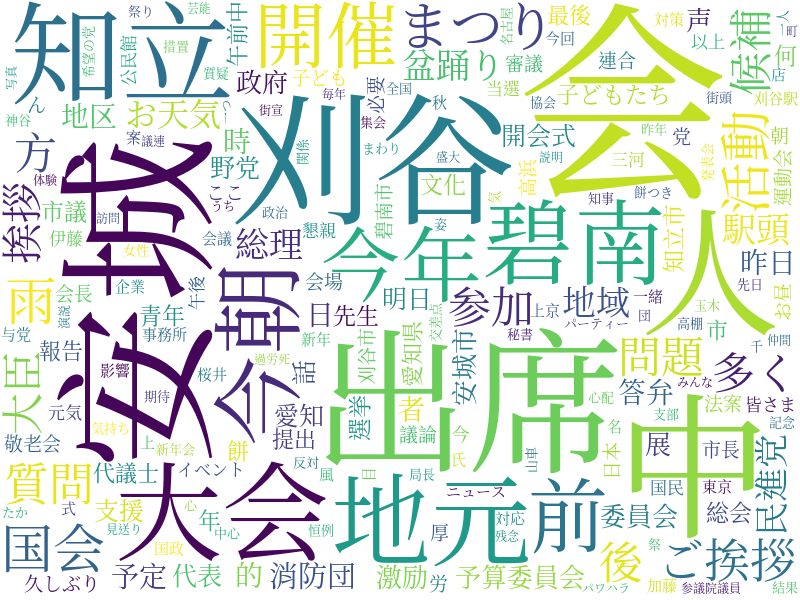 祭り
芸能
知立
開催
まつり
最後
対策
声
候補
一人
町
希望の党
措置
公民館
午前中
名古屋
今回
以上
何
店
質疑
盆踊り
審議
連合
写真
ん
政府
子ども
必要
当選
子どもたち
街頭
刈谷駅
地区
お天気
街宣
毎年
全国
神谷
集会
秋
協会
会
刈谷
方
案
議連
時
野党
関係
まわり
開会式
党
昨年
朝
安城
体験
ここ
うち
盛大
説明
三河
発表会
活動
運動会
挨拶
市議
訪問
文化
高浜
餅つき
碧南市
気
知事
伊藤
会議
政治
姿
懇親
碧南
人
知立市
駅頭
総理
今年
女性
雨
会長
企業
朝
午後
会場
明日
参加
地域
昨日
先日
お昼
青年
日
先生
上京
一緒
玉木
与党
演説
事務所
新年
交差点
パーティー
団
高棚
市
千
仲間
大臣
報告
影響
過労死
刈谷市
愛知県
安城市
秘書
問題
多く
みんな
今
桜井
話
出席
中
元気
期待
愛知
者
選挙
心配
答弁
皆さま
気持ち
敬老会
上
提出
議論
今
支部
法案
記念
新年会
餅
大会
反対
地元
氏
山車
日本
名
展
市長
質問
代議士
イベント
風
目
局長
前
ニュース
国民
東京
民進党
たか
式
支援
年
心
恒例
対応
委員会
総会
国会
見送り
国政
中心
厚
残念
後
祭
ご挨拶
久しぶり
予定
代表
的
消防団
激励
労
予算委員会
パワハラ
加藤
参議院議員
結果